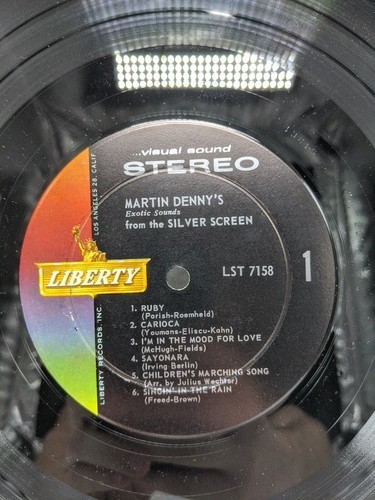 ...visual sound
STEREO
MARTIN DENNY'S
Exotic Sounds
from the SILVER SCREEN
LST 7158
1
LIBERTY
LIBERTY RECORDS, INC.
LOS ANGELES 28, CALIF
1. RUBY
(Parish-Roemheld)
2. CARIOCA
(Youmans-Eliscu-Kahn)
3. I'M IN THE MOOD FOR LOVE
(McHugh-Fields)
4. SAYONARA
(Irving Berlin)
5. CHILDREN'S MARCHING SONG
(Arr. by Julius Wechter)
6. SINGIN' IN THE RAIN
(Freed-Brown)